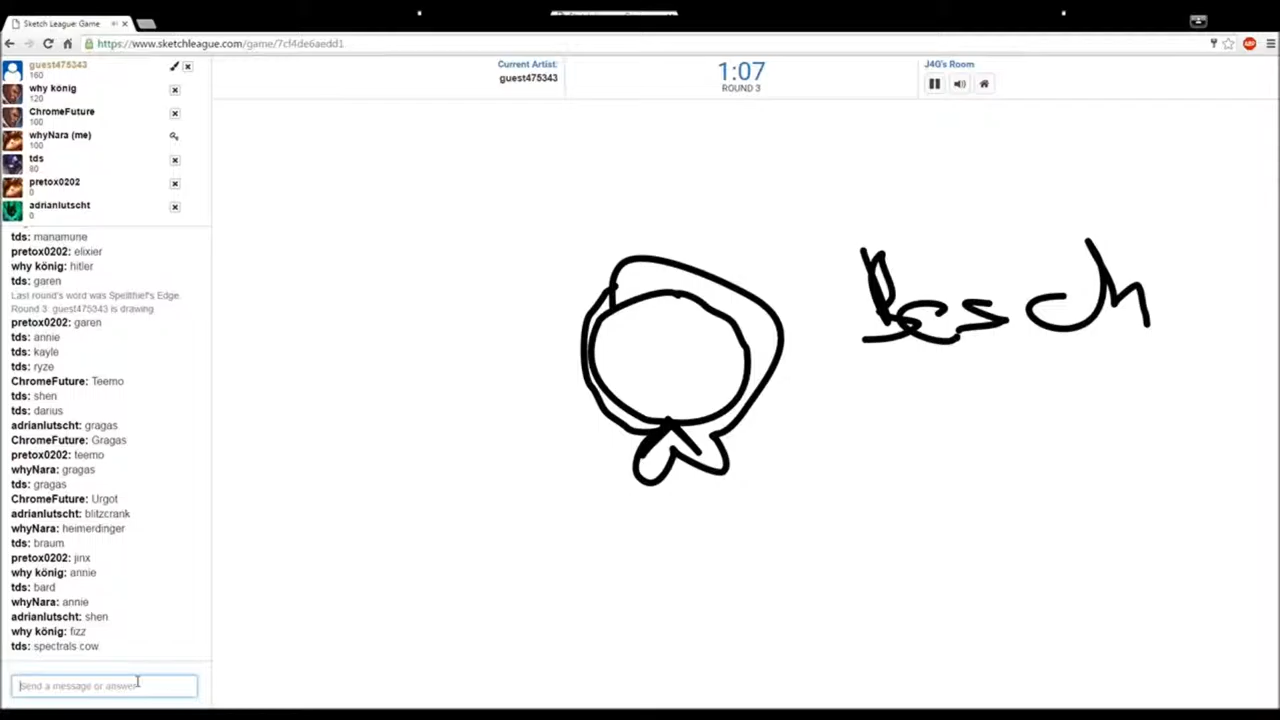 Sketch League: Game
https://www.sketchleague.com/game/7cf4de6aedd1
guest475343
160
why könig
120
ChromeFuture
100
whyNara (me)
100
tds
80
pretox0202
0
adrianlutscht
0
Current Artist:
guest475343
1:07
ROUND 3
J4G's Room
tds: manamune
pretox0202: elixier
why könig: hitler
tds: garen
Last round's word was Spellthief's Edge.
Round 3: guest475343 is drawing
pretox0202: garen
tds: annie
tds: kayle
tds: ryze
ChromeFuture: Teemo
tds: shen
tds: darius
adrianlutscht: gragas
ChromeFuture: Gragas
pretox0202: teemo
whyNara: gragas
tds: gragas
ChromeFuture: Urgot
adrianlutscht: blitzcrank
whyNara: heimerdinger
tds: braum
pretox0202: jinx
why könig: annie
tds: bard
whyNara: annie
adrianlutscht: shen
why könig: fizz
tds: spectrals cow
Send a message or answer